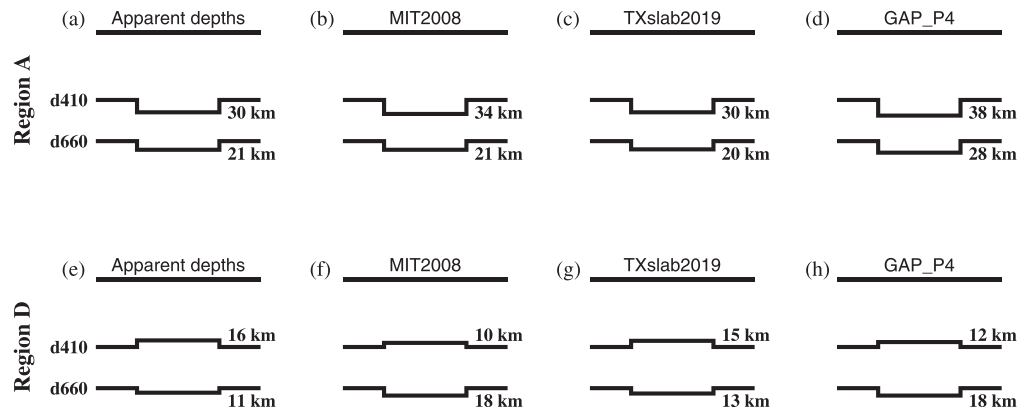 (a) Apparent depths (b) MIT2008 (c) TXslab2019 (d) GAP_P4
Region A
d410 30 km 34 km 30 km 38 km
d660 21 km 21 km 20 km 28 km
(e) Apparent depths (f) MIT2008 (g) TXslab2019 (h) GAP_P4
Region D
16 km 10 km 15 km 12 km
d410
d660
11 km 18 km 13 km 18 km